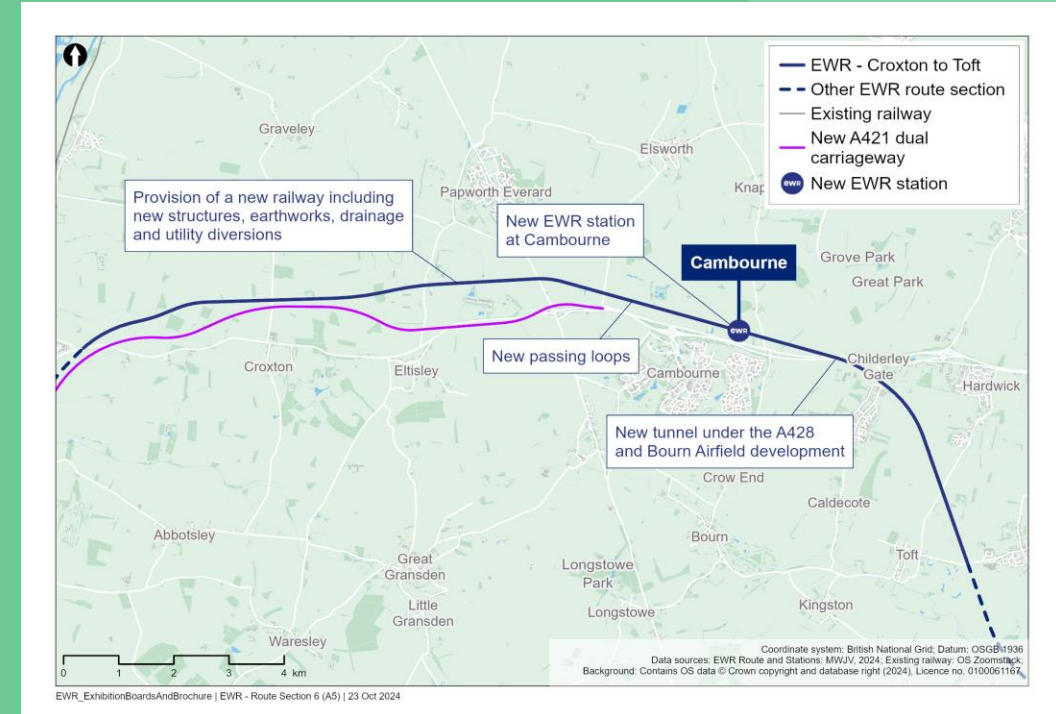 EWR - Croxton to Toft
Other EWR route section
Existing railway
New A421 dual
carriageway
ewr
New EWR station
Graveley
Elsworth
Papworth Everard
Knap
Provision of a new railway including
new structures, earthworks, drainage
and utility diversions
New EWR station
at Cambourne
Cambourne
Grove Park
Great Park
ewr
New passing loops
Croxton
Eltisley
Cambourne
Childerley
Gate
Hardwick
New tunnel under the A428
and Bourn Airfield development
Crow End
Caldecote
Abbotsley
Bourn
Toft
Great
Gransden
Longstowe
Park
Little
Gransden
Longstowe
Kingston
Waresley
0 1 2 3 4 km
Coordinate system: British National Grid; Datum: OSGB 1936
Data sources: EWR Route and Stations: MWJV, 2024; Existing railway: OS Zoomstack;
Background: Contains OS data © Crown copyright and database right (2024), Licence no. 0100061167
EWR_ExhibitionBoardsAndBrochure | EWR - Route Section 6 (A5) | 23 Oct 2024